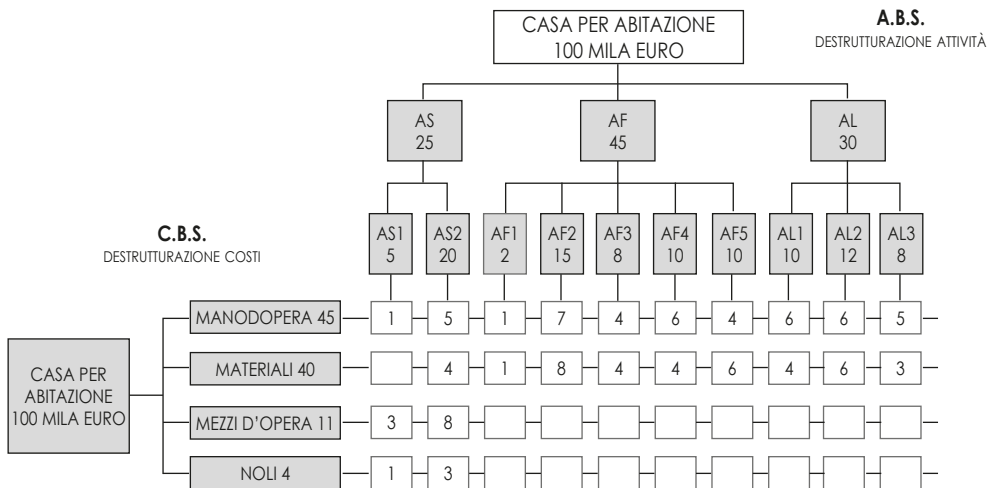 CASA PER ABITAZIONE
100 MILA EURO
A.B.S.
DESTRUTTURAZIONE ATTIVITÀ
AS
25
AF
45
AL
30
C.B.S.
DESTRUTTURAZIONE COSTI
AS1 AS2 AF1 AF2 AF3 AF4 AF5 AL1 AL2 AL3
5 20 2 15 8 10 10 10 12 8
MANODOPERA 45 1 5 1 7 4 6 4 6 6 5
CASA PER
ABITAZIONE
100 MILA EURO
MATERIALI 40 4 1 8 4 4 6 4 6 3
MEZZI D'OPERA 11 3 8
NOLI 4 1 3